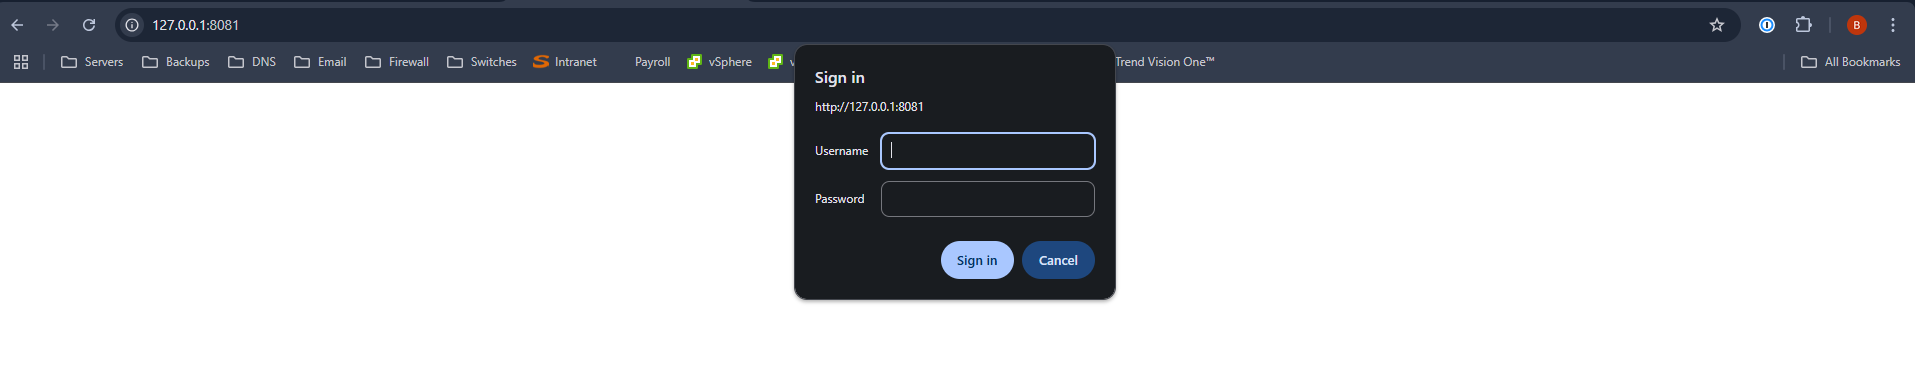 127.0.0.1:8081
B
Servers Backups DNS Email Firewall Switches Intranet Payroll vSphere Trend Vision One™ All Bookmarks
Sign in
http://127.0.0.1:8081
Username
Password
Sign in Cancel